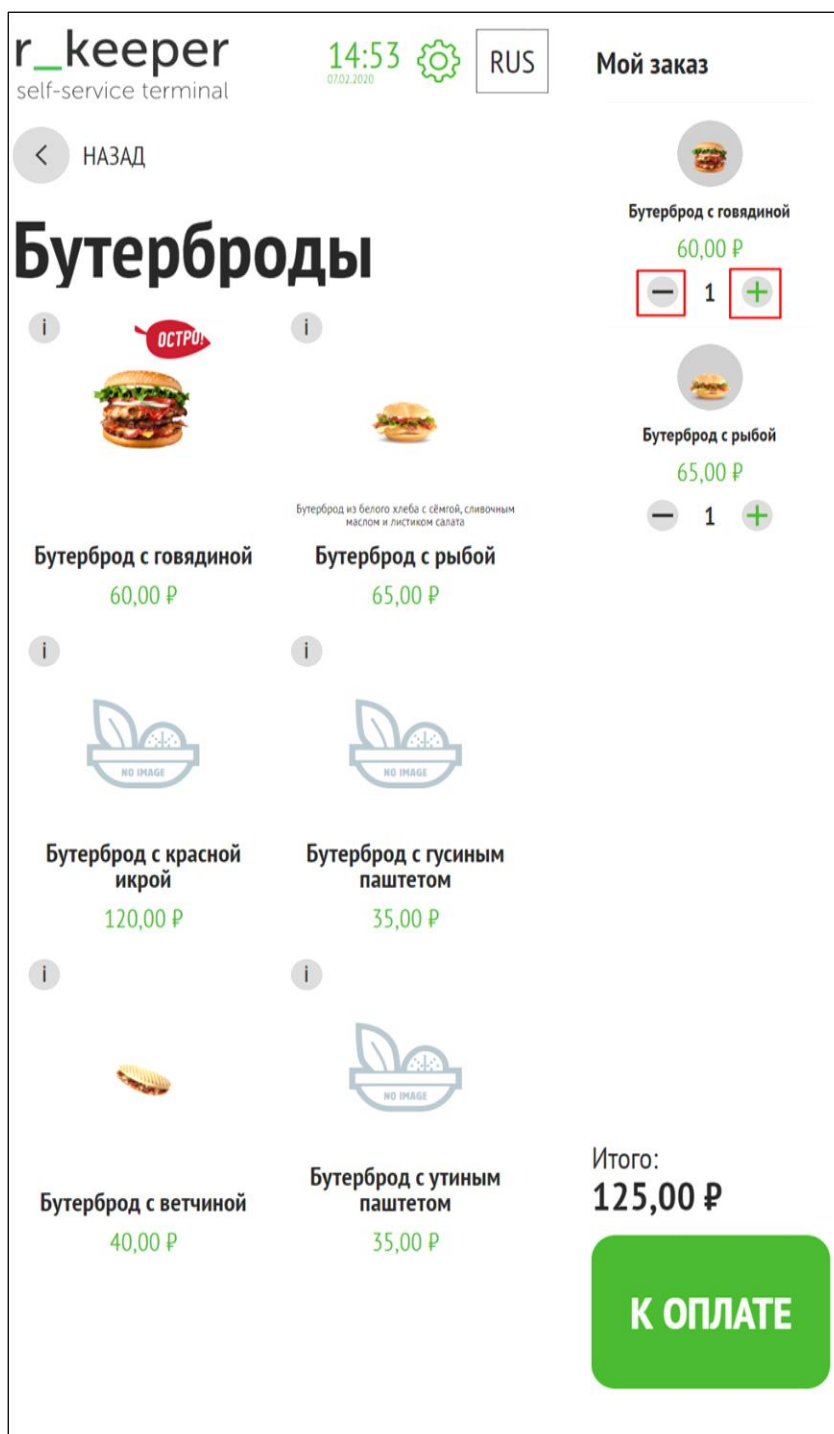 r_keeper
self-service terminal
14:53
07.02.2020
RUS
НАЗАД
Бутерброды
i
ОСТРО!
i
Бутерброд из белого хлеба с сёмгой, сливочным
маслом и листиком салата
Бутерброд с говядиной
60,00 ₽
Бутерброд с рыбой
65,00 ₽
i
NO IMAGE
i
NO IMAGE
Бутерброд с красной
икрой
120,00 ₽
Бутерброд с гусиным
паштетом
35,00 ₽
i
i
NO IMAGE
Бутерброд с ветчиной
40,00 ₽
Бутерброд с утиным
паштетом
35,00 ₽
Мой заказ
Бутерброд с говядиной
60,00 ₽
− 1 +
Бутерброд с рыбой
65,00 ₽
− 1 +
Итого:
125,00 ₽
К ОПЛАТЕ